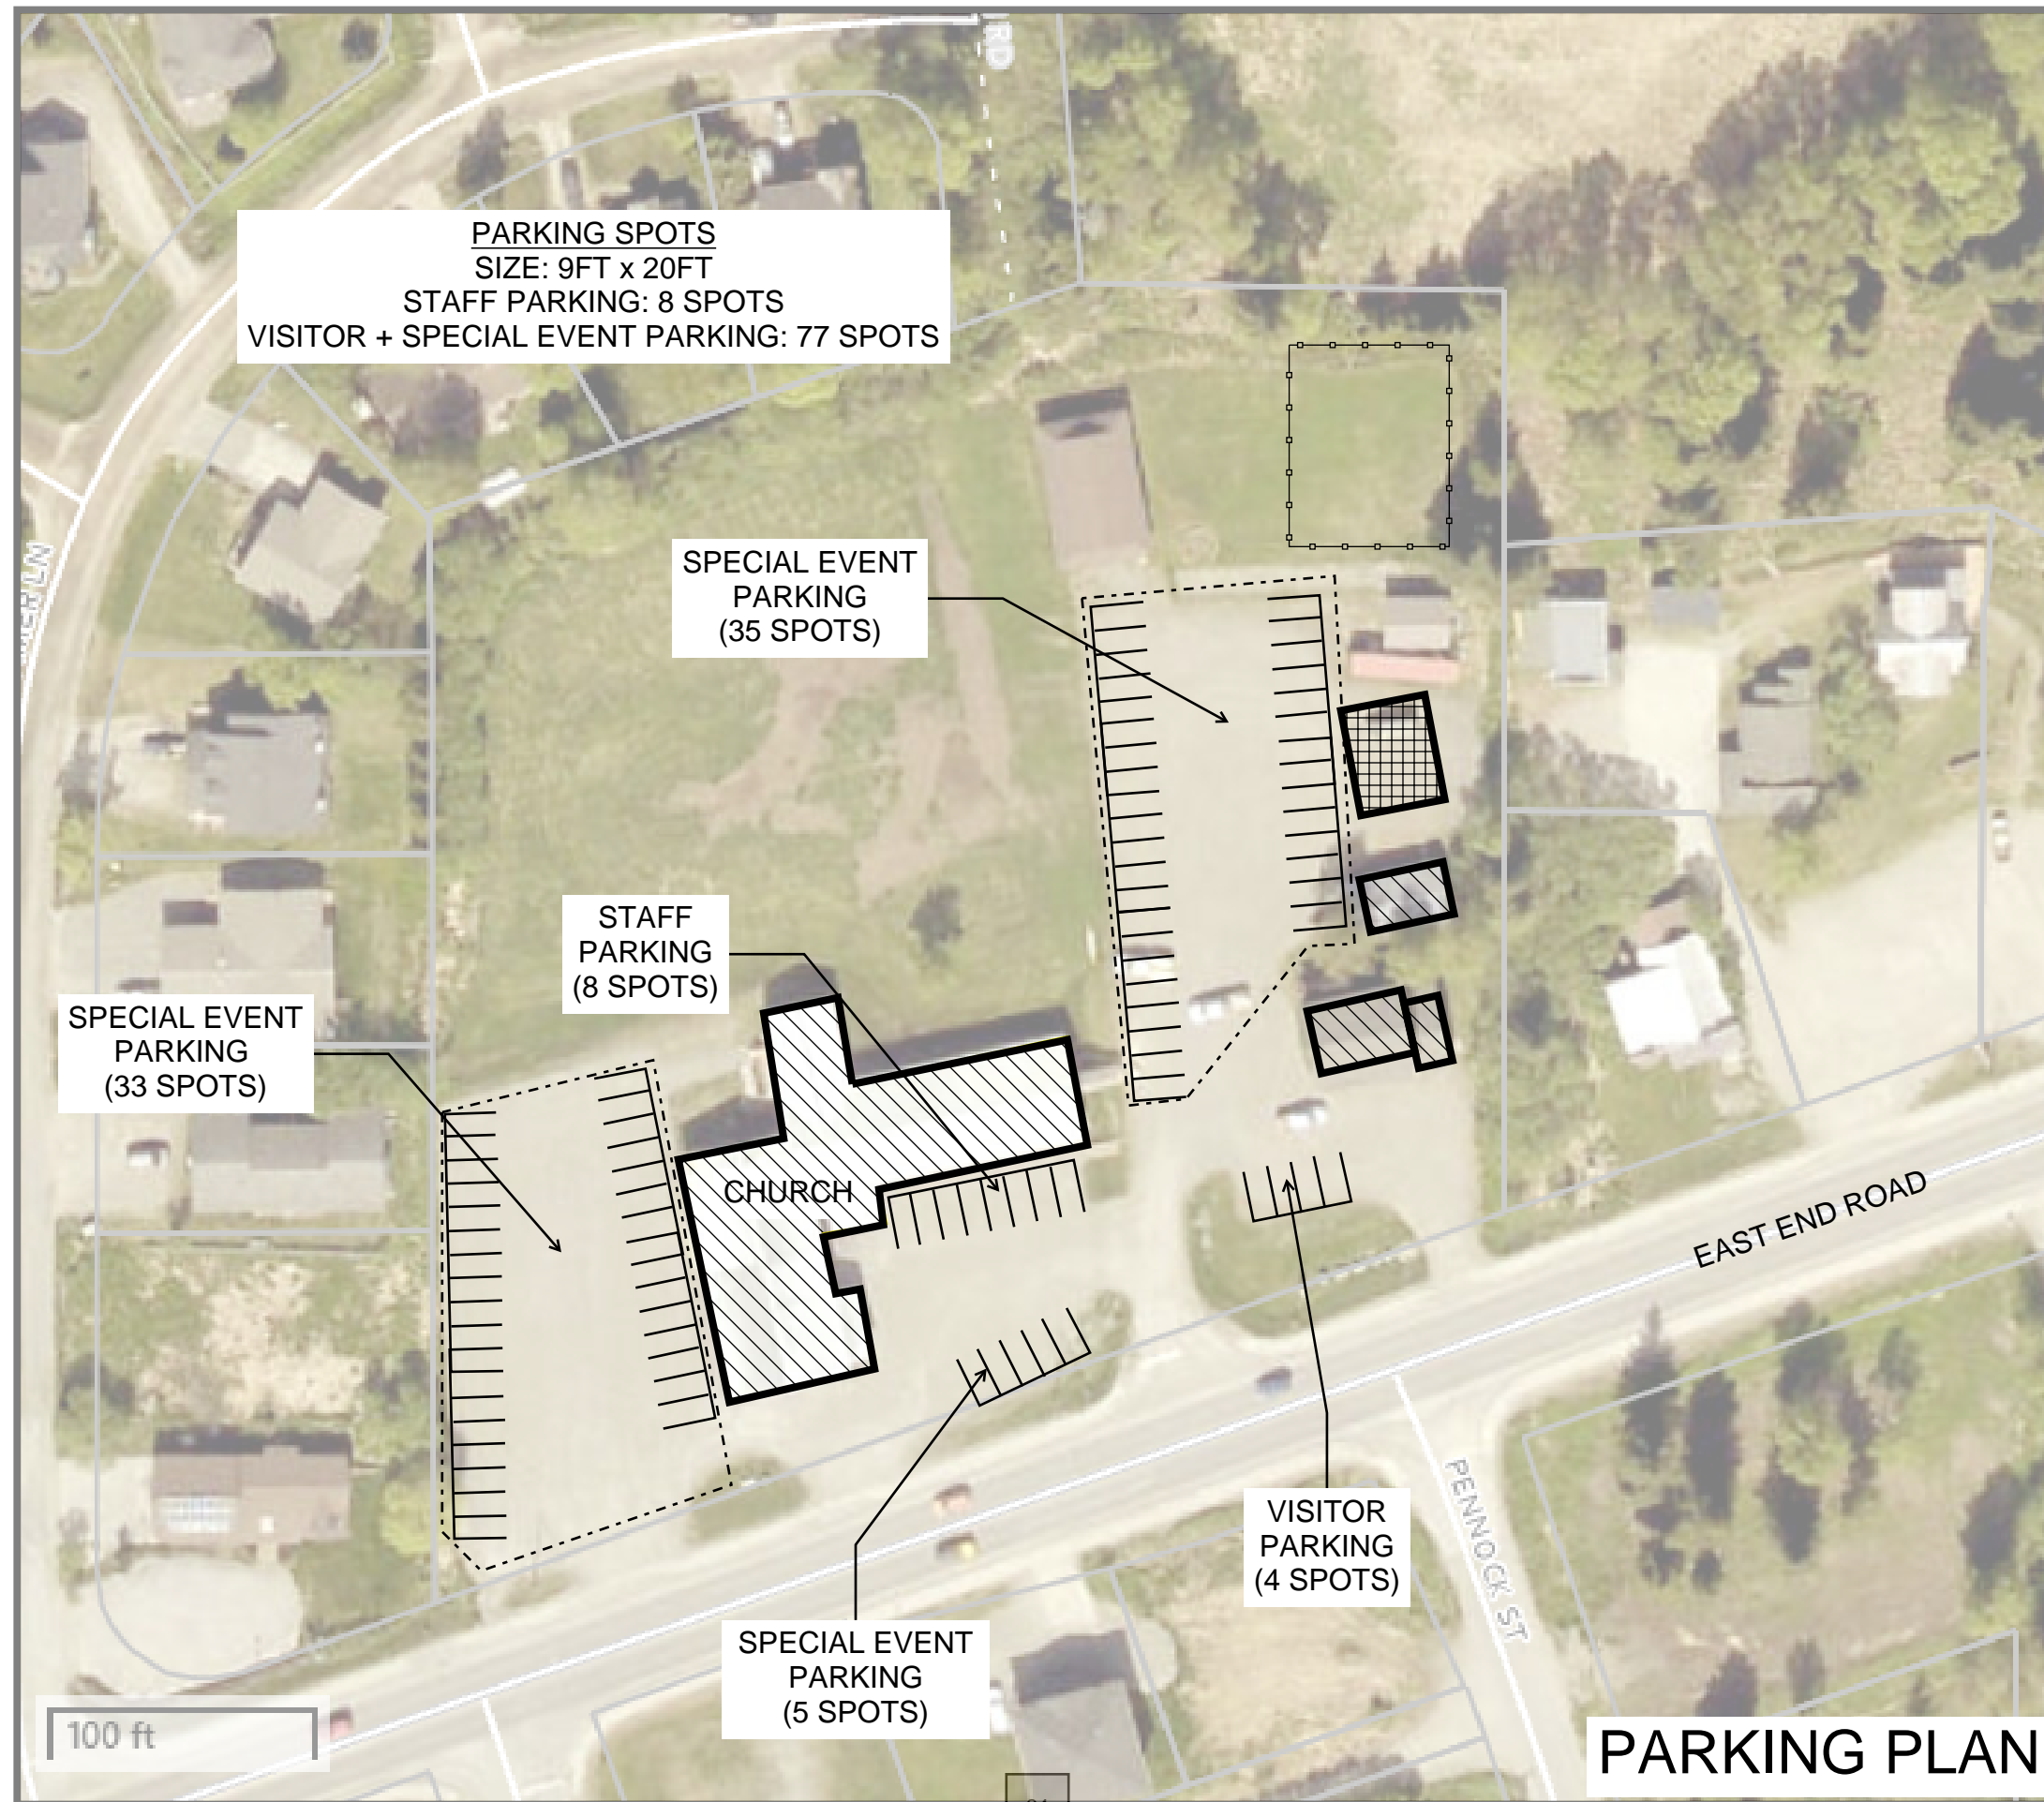 RD
PARKING SPOTS
SIZE: 9FT x 20FT
STAFF PARKING: 8 SPOTS
VISITOR + SPECIAL EVENT PARKING: 77 SPOTS
SPECIAL EVENT
PARKING
(35 SPOTS)
STAFF
PARKING
(8 SPOTS)
SPECIAL EVENT
PARKING
(33 SPOTS)
CHURCH
EAST END ROAD
VISITOR
PARKING
(4 SPOTS)
PENNOCK ST
SPECIAL EVENT
PARKING
(5 SPOTS)
100 ft
PARKING PLAN
LN